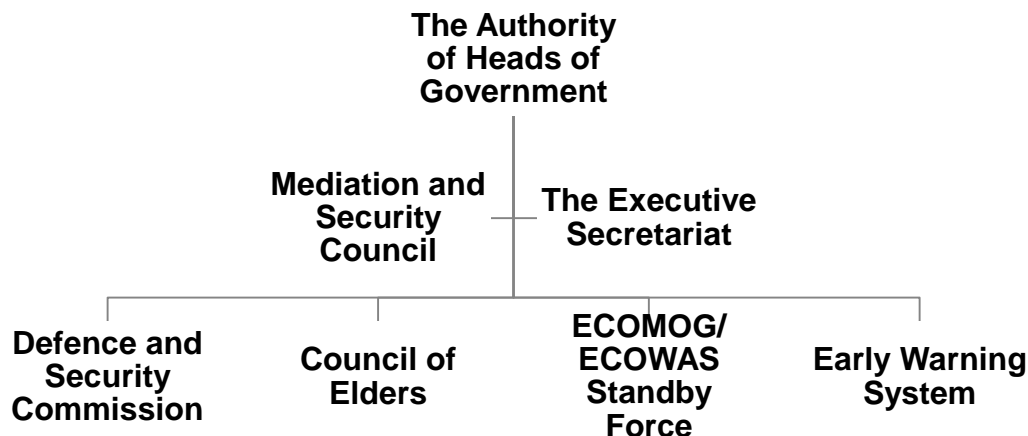 The Authority
of Heads of
Government
Mediation and
Security
Council
The Executive
Secretariat
Defence and
Security
Commission
Council of
Elders
ECOMOG/
ECOWAS
Standby
Force
Early Warning
System